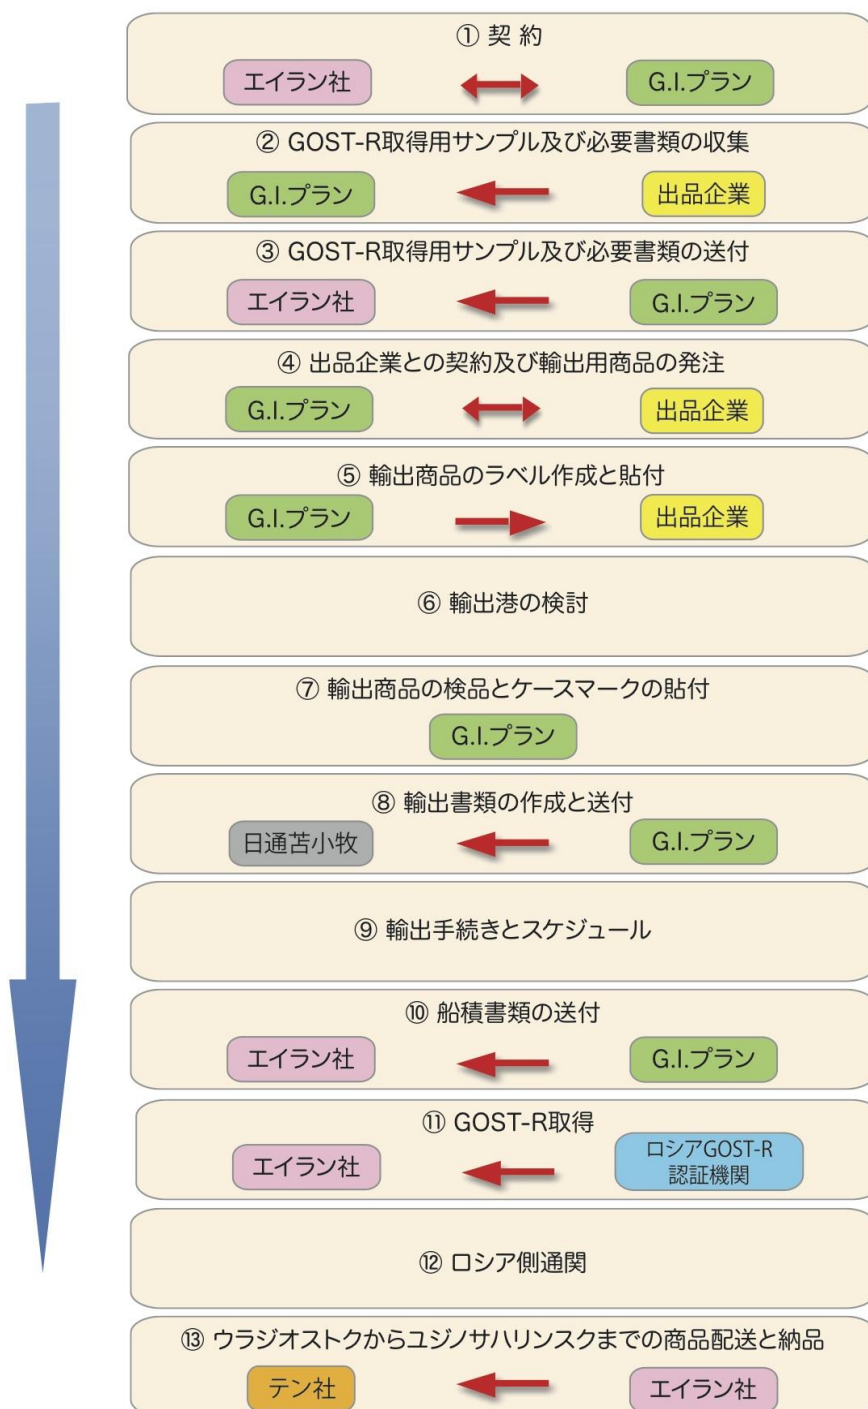 ① 契 約
エイラン社 G.I.プラン
② GOST-R取得用サンプル及び必要書類の収集
G.I.プラン 出品企業
③ GOST-R取得用サンプル及び必要書類の送付
エイラン社 G.I.プラン
④ 出品企業との契約及び輸出用商品の発注
G.I.プラン 出品企業
⑤ 輸出商品のラベル作成と貼付
G.I.プラン 出品企業
⑥ 輸出港の検討
⑦ 輸出商品の検品とケースマークの貼付
G.I.プラン
⑧ 輸出書類の作成と送付
日通苫小牧 G.I.プラン
⑨ 輸出手続きとスケジュール
⑩ 船積書類の送付
エイラン社 G.I.プラン
⑪ GOST-R取得
エイラン社 ロシアGOST-R
認証機関
⑫ ロシア側通関
⑬ ウラジオストクからユジノサハリンスクまでの商品配送と納品
テン社 エイラン社